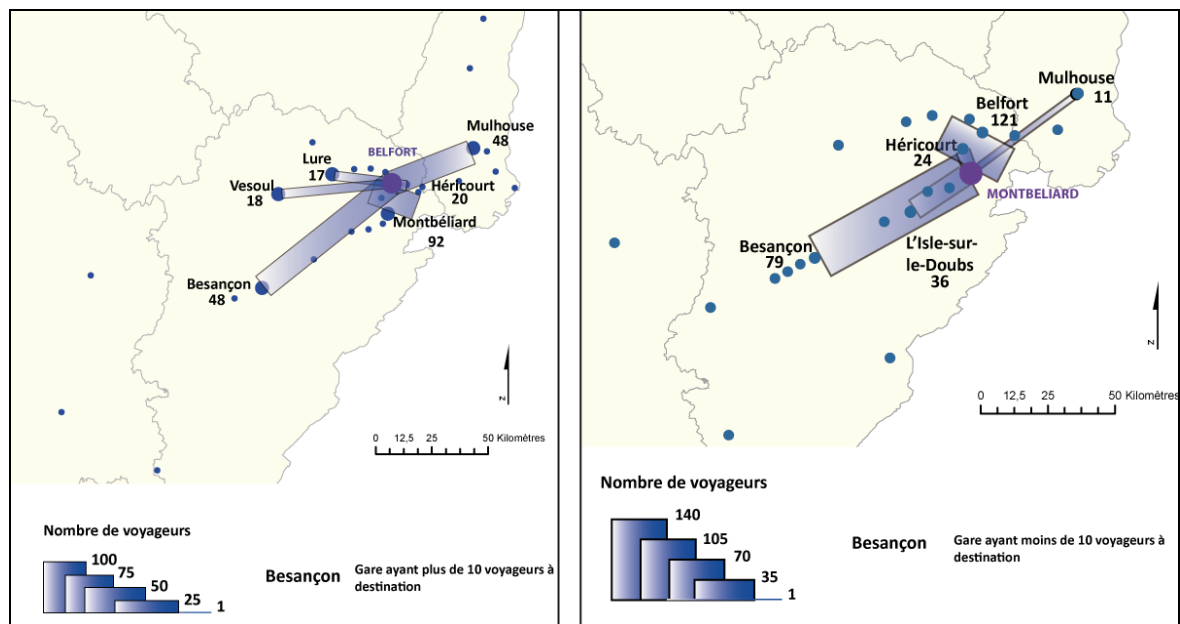 Mulhouse
48
BELFORT
Lure
17
Vesoul
18
Héricourt
20
Montbéliard
92
Besançon
48
z
0 12,5 25 50 Kilomètres
Nombre de voyageurs
100
75
50
25
1
Besançon Gare ayant plus de 10 voyageurs à
destination
Mulhouse
11
Belfort
121
Héricourt
24
MONTBELIARD
Besançon
79
L'Isle-sur-
le-Doubs
36
z
0 12,5 25 50 Kilomètres
Nombre de voyageurs
140
105
70
35
1
Besançon Gare ayant moins de 10 voyageurs à
destination